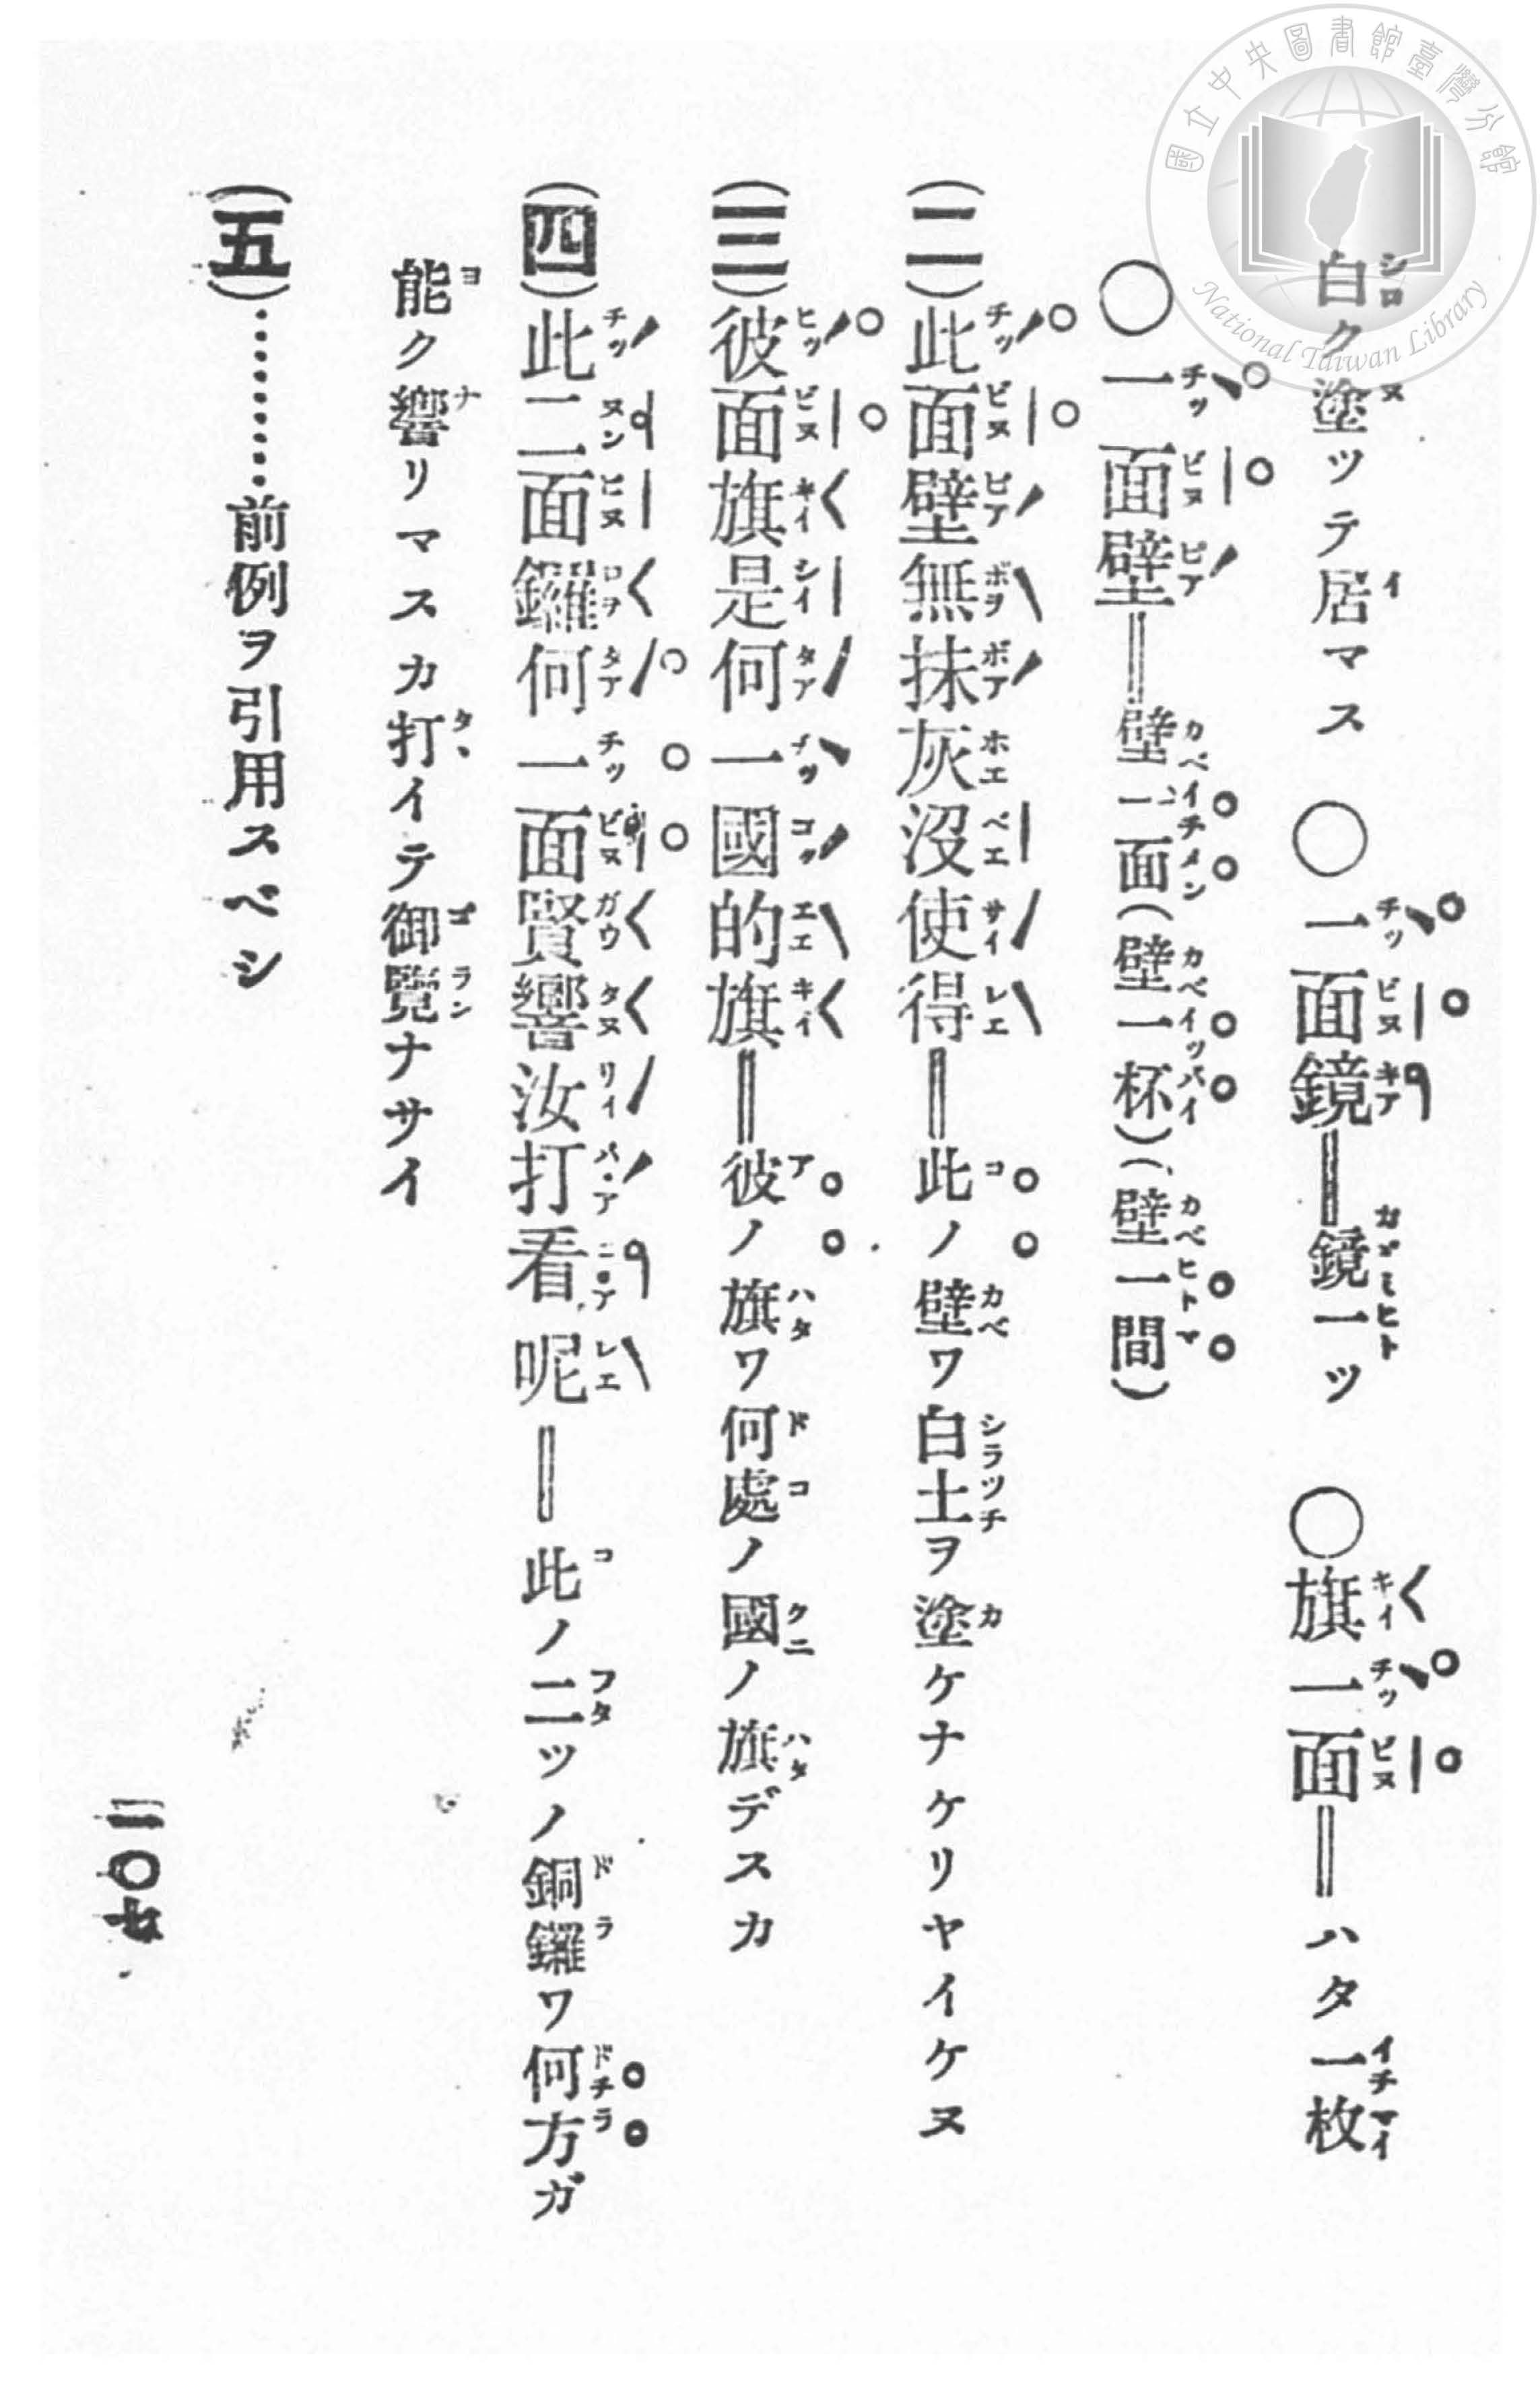 國立中央圖書館臺灣分館
National Taiwan Library
白ク塗ッテ居マス　○一面鏡＝鏡一ツ　○旗一面＝ハタ一枚
○一面壁＝壁一面(壁一杯)(壁一間)
(二)此面壁無抹灰沒使得＝此ノ壁ワ白土ヲ塗ケナケリヤイケヌ
(三)彼面旗是何一國的旗＝彼ノ旗ワ何處ノ國ノ旗デスカ
(四)此二面鑼何一面賢響汝打看呢＝此ノ二ツノ銅鑼ワ何方ガ
能ク響リマスカ打イテ御覽ナサイ
(五)………前例ヲ引用スベシ
二〇七